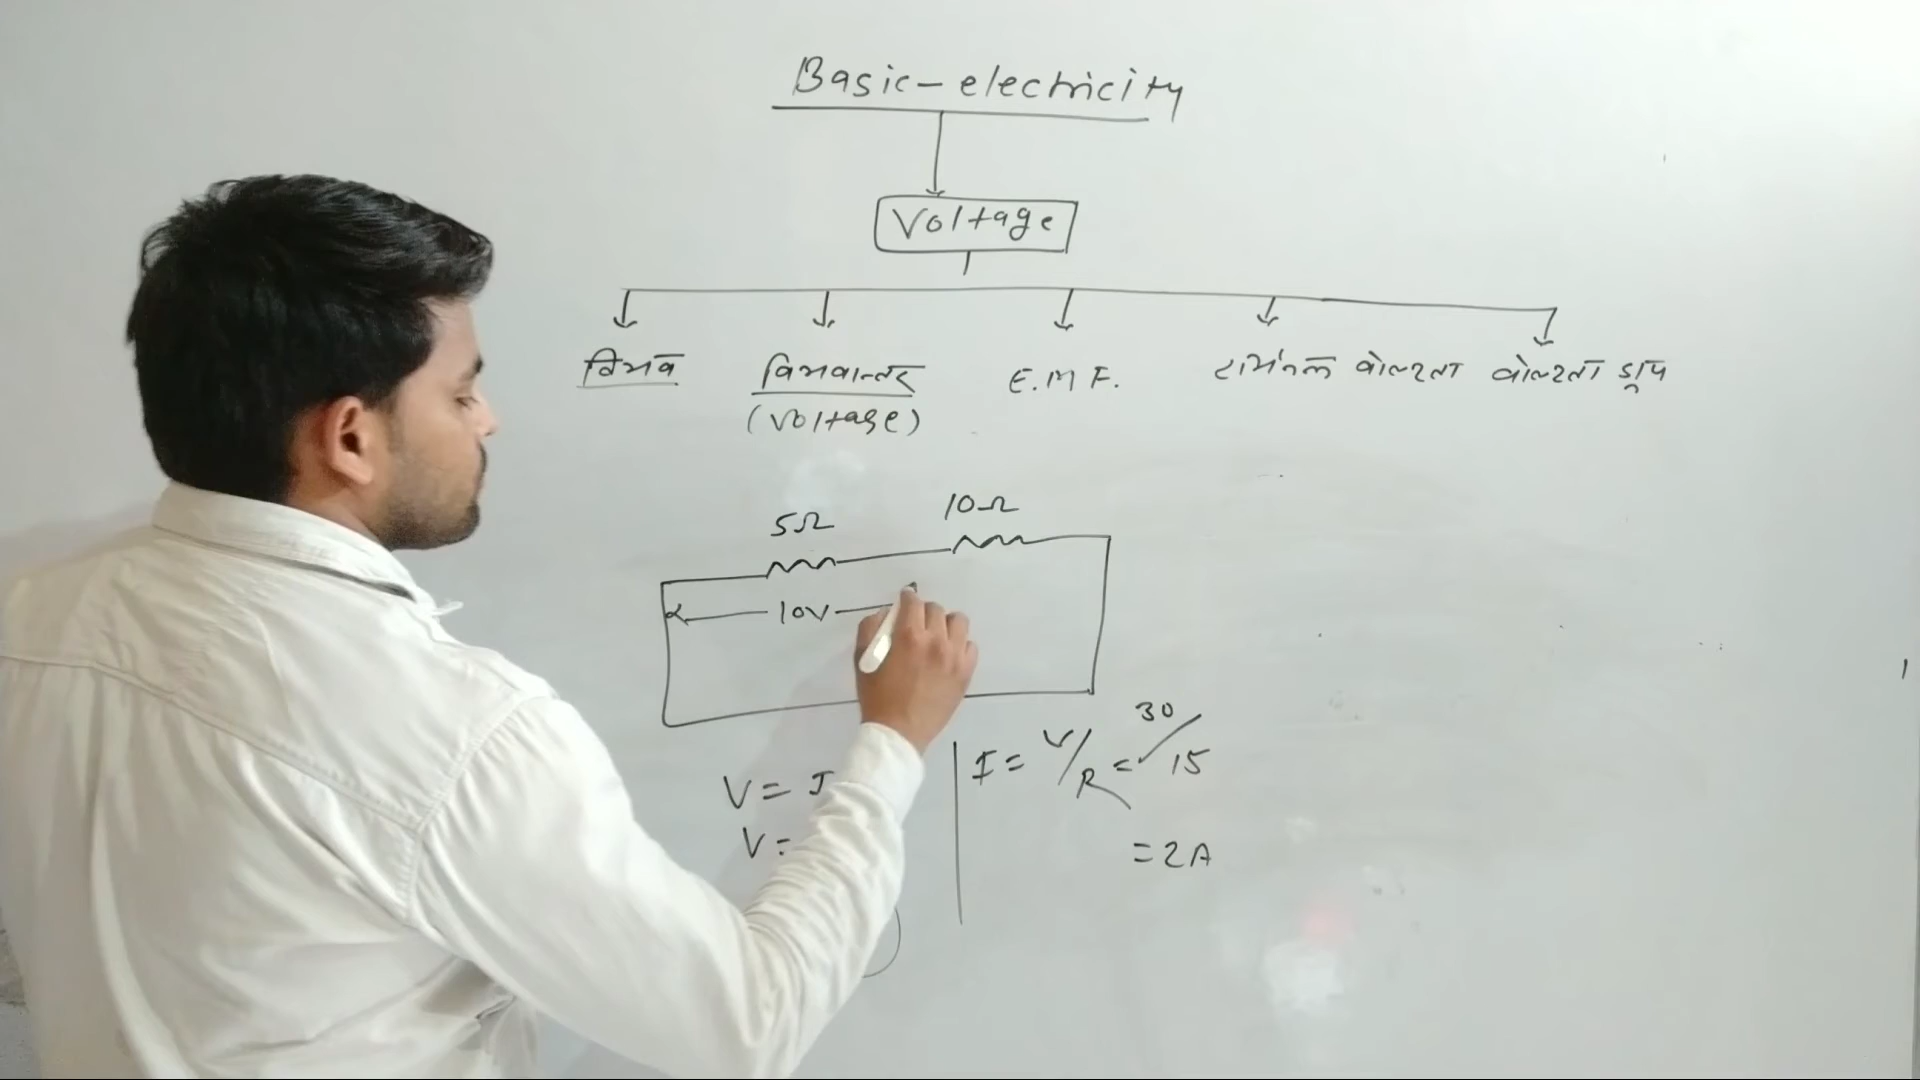 Basic-electricity
Voltage
विभव
विभवान्तर
(Voltage)
E.M.F.
टर्मिनल वोल्टता
वोल्टता ड्रॉप
5Ω
10Ω
10V
V = I
V =
I = V/R = 30/15
= 2A